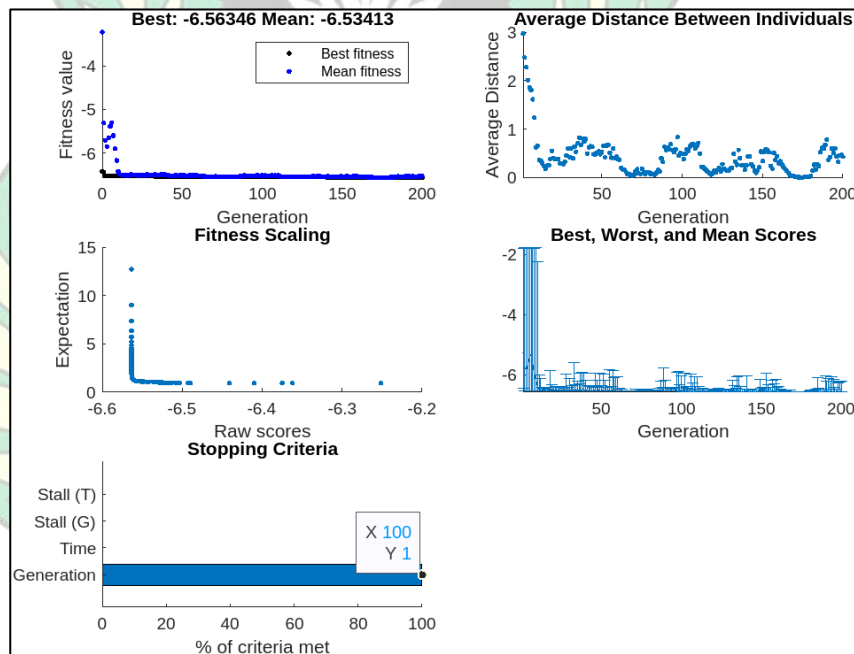 Best: -6.56346 Mean: -6.53413
Fitness value
-4
-5
-6
Best fitness
Mean fitness
0 50 100 150 200
Generation
Average Distance Between Individuals
Average Distance
3
2
1
0
50 100 150 200
Generation
Fitness Scaling
Expectation
15
10
5
0
-6.6 -6.5 -6.4 -6.3 -6.2
Raw scores
Best, Worst, and Mean Scores
-2
-4
-6
50 100 150 200
Generation
Stopping Criteria
Stall (T)
Stall (G)
Time
Generation
X 100
Y 1
0 20 40 60 80 100
% of criteria met